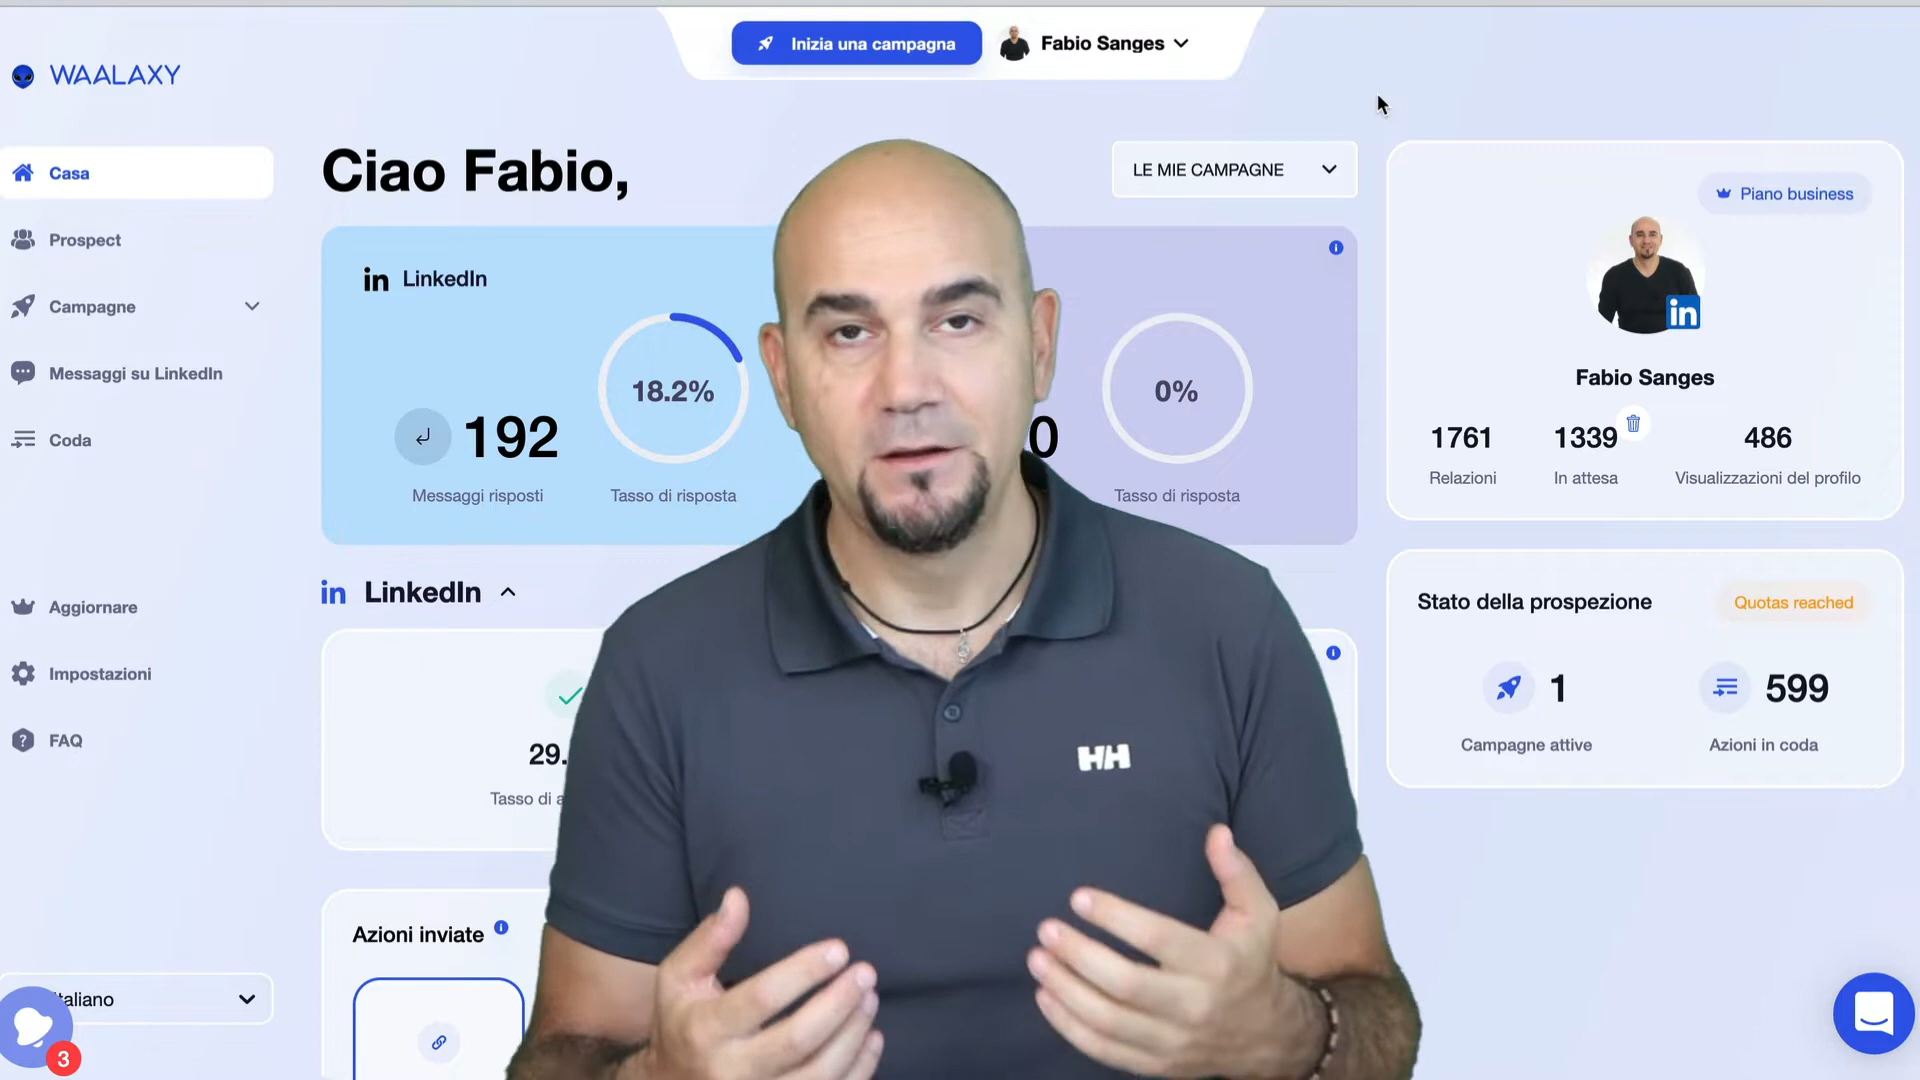 Inizia una campagna
Fabio Sanges
WAALAXY
Casa
Prospect
Campagne
Messaggi su LinkedIn
Coda
Aggiornare
Impostazioni
FAQ
3
Ciao Fabio,
LE MIE CAMPAGNE
in LinkedIn
192
Messaggi risposti
18.2%
Tasso di risposta
0
0%
Tasso di risposta
in LinkedIn
29.
Tasso di
Azioni inviate
Piano business
in
Fabio Sanges
1761
Relazioni
1339
In attesa
486
Visualizzazioni del profilo
Stato della prospezione
Quotas reached
1
Campagne attive
599
Azioni in coda
HH